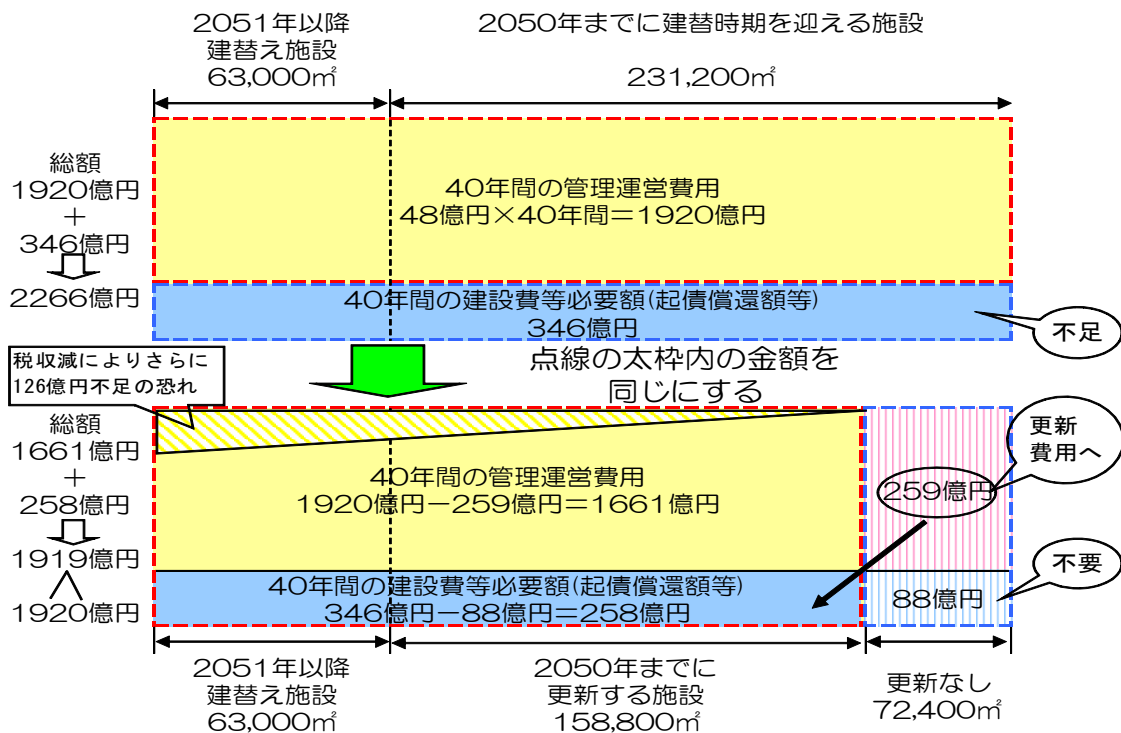 2051年以降
建替え施設
63,000㎡
2050年までに建替時期を迎える施設
231,200㎡
総額
1920億円
＋
346億円
2266億円
40年間の管理運営費用
48億円×40年間＝1920億円
40年間の建設費等必要額(起債償還額等)
346億円
不足
税収減によりさらに
126億円不足の恐れ
点線の太枠内の金額を
同じにする
総額
1661億円
＋
258億円
1919億円
∧
1920億円
40年間の管理運営費用
1920億円−259億円＝1661億円
更新
費用へ
259億円
40年間の建設費等必要額(起債償還額等)
346億円−88億円＝258億円
88億円
不要
2051年以降
建替え施設
63,000㎡
2050年までに
更新する施設
158,800㎡
更新なし
72,400㎡